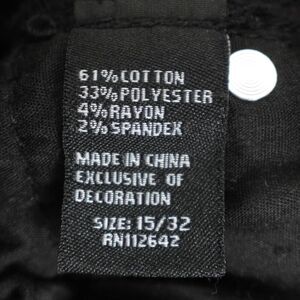 61% COTTON
33% POLYESTER
4% RAYON
2% SPANDEX
MADE IN CHINA
EXCLUSIVE OF
DECORATION
SIZE: 15/32
RN112642